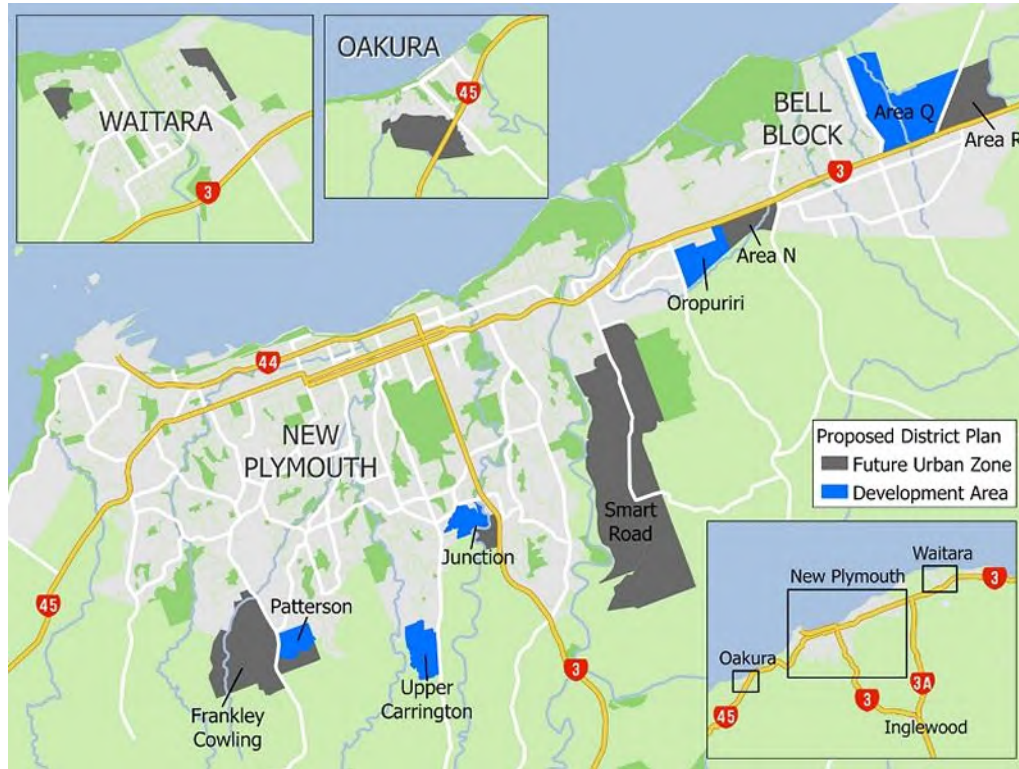 WAITARA
3
OAKURA
45
BELL
BLOCK
Area Q
Area R
3
Area N
Oropuriri
44
NEW
PLYMOUTH
Proposed District Plan
Future Urban Zone
Development Area
Smart
Road
Junction
45
Patterson
3
Upper
Carrington
Frankley
Cowling
Waitara
New Plymouth
3
Oakura
3A
45
3
Inglewood